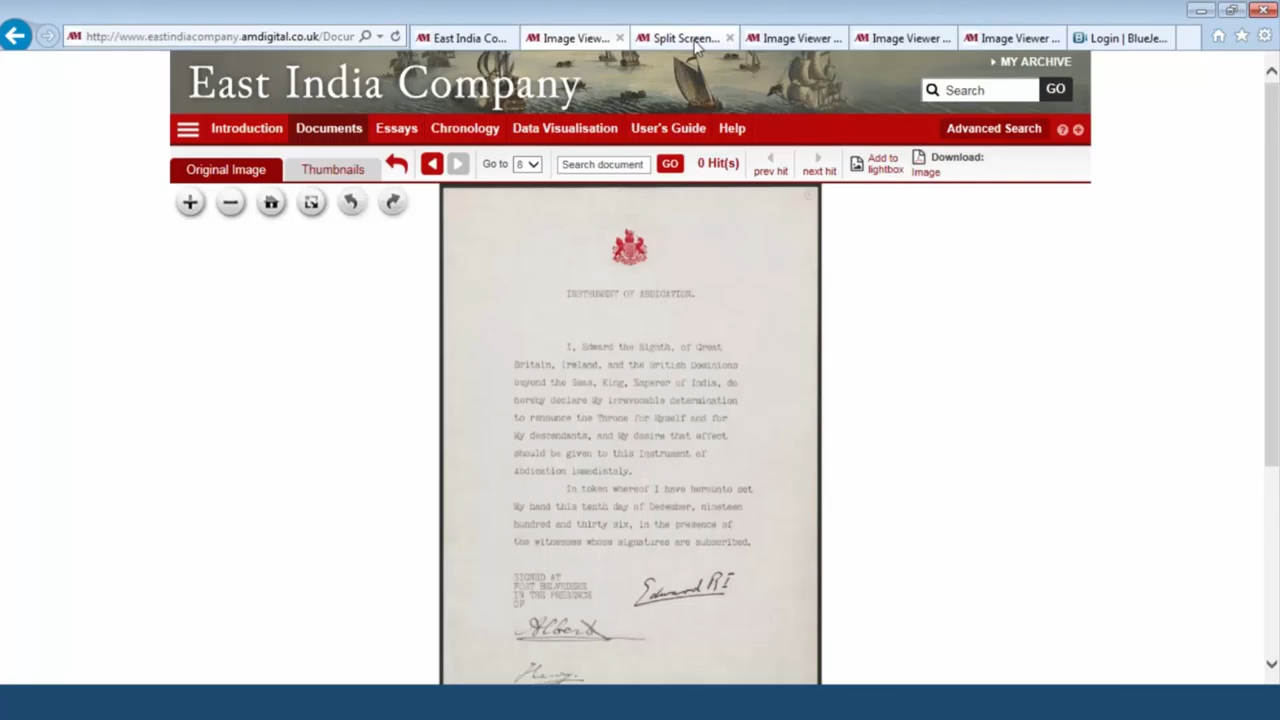 http://www.eastindiacompany.amdigital.co.uk/Docur
AM East India Co...
AM Image View...
AM Split Screen...
AM Image Viewer ...
AM Image Viewer ...
AM Image Viewer ...
Login | BlueJe...
East India Company
MY ARCHIVE
Search GO
Introduction Documents Essays Chronology Data Visualisation User's Guide Help Advanced Search
Original Image Thumbnails Go to 8 Search document GO 0 Hit(s) prev hit next hit Add to lightbox Download: Image
INSTRUMENT OF ABDICATION.
I, Edward the Eighth, of Great
Britain, Ireland, and the British Dominions
beyond the Seas, King, Emperor of India, do
hereby declare My irrevocable determination
to renounce the Throne for Myself and for
My descendants, and My desire that effect
should be given to this Instrument of
Abdication immediately.
In token whereof I have hereunto set
My hand this tenth day of December, nineteen
hundred and thirty six, in the presence of
the witnesses whose signatures are subscribed.
SIGNED AT
FORT BELVEDERE
IN THE PRESENCE
OF
Edward R I
Albert
Henry.